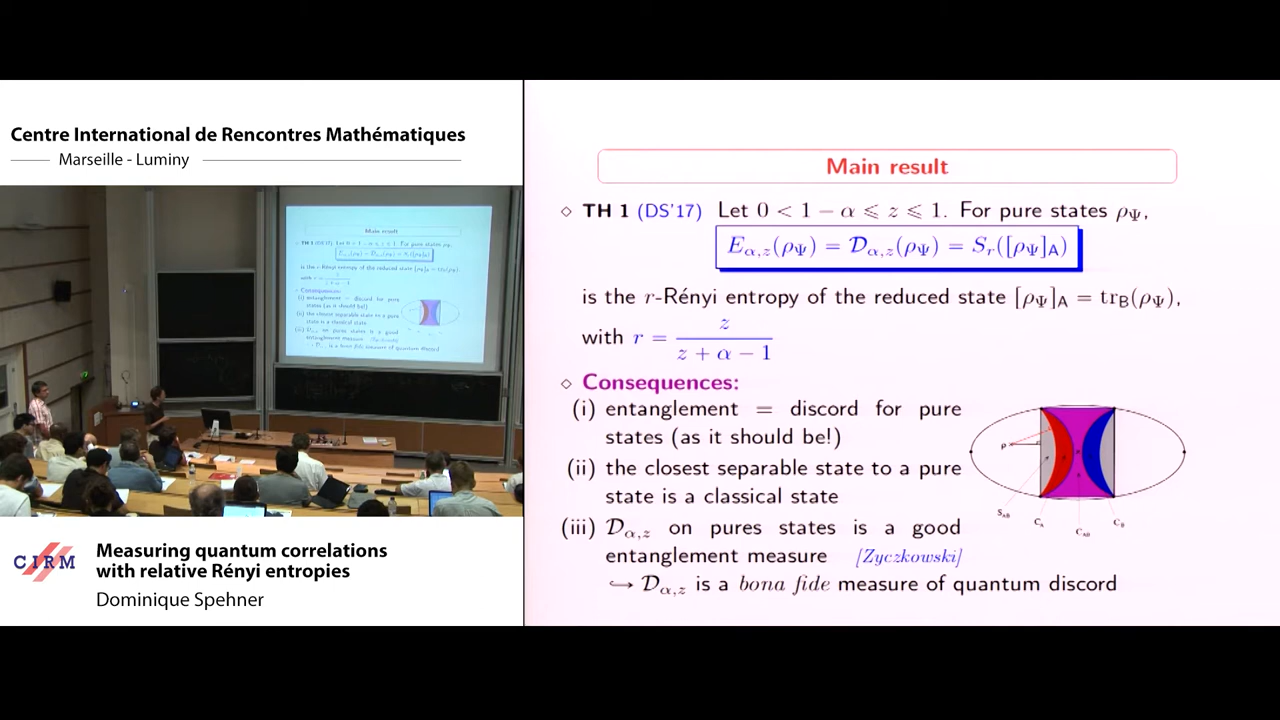 Centre International de Rencontres Mathématiques
Marseille - Luminy
CIRM
Measuring quantum correlations
with relative Rényi entropies
Dominique Spehner
Main result
◇ TH 1 (DS'17) Let 0 < 1 − α ⩽ z ⩽ 1. For pure states ρ_Ψ,
E_{α,z}(ρ_Ψ) = 𝒟_{α,z}(ρ_Ψ) = S_r([ρ_Ψ]_A)
is the r-Rényi entropy of the reduced state [ρ_Ψ]_A = tr_B(ρ_Ψ),
with r = z / (z + α − 1)
◇ Consequences:
(i) entanglement = discord for pure
states (as it should be!)
(ii) the closest separable state to a pure
state is a classical state
(iii) 𝒟_{α,z} on pures states is a good
entanglement measure [Zyczkowski]
↪ 𝒟_{α,z} is a bona fide measure of quantum discord
ρ
S_AB
C_A
C_AB
C_B